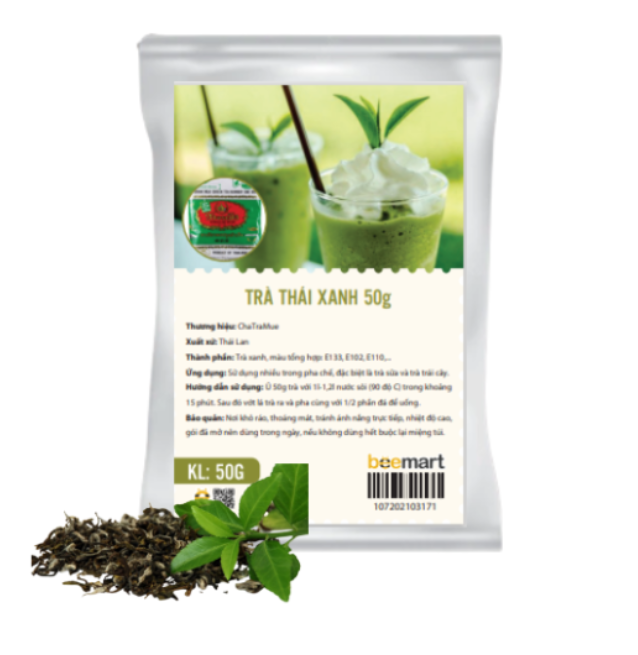 TRÀ THÁI XANH 50g
Thương hiệu: ChaTraMue
Xuất xứ: Thái Lan
Thành phần: Trà xanh, màu tổng hợp: E133, E102, E110,...
Ứng dụng: Sử dụng nhiều trong pha chế, đặc biệt là trà sữa và trà trái cây.
Hướng dẫn sử dụng: Ủ 50g trà với 1l-1,2l nước sôi (90 độ C) trong khoảng
15 phút. Sau đó vớt lá trà ra và pha cùng với 1/2 phần đá để uống.
Bảo quản: Nơi khô ráo, thoáng mát, tránh ánh nắng trực tiếp, nhiệt độ cao,
gói đã mở nên dùng trong ngày, nếu không dùng hết buộc lại miệng túi.
KL: 50G
beemart
107202103171